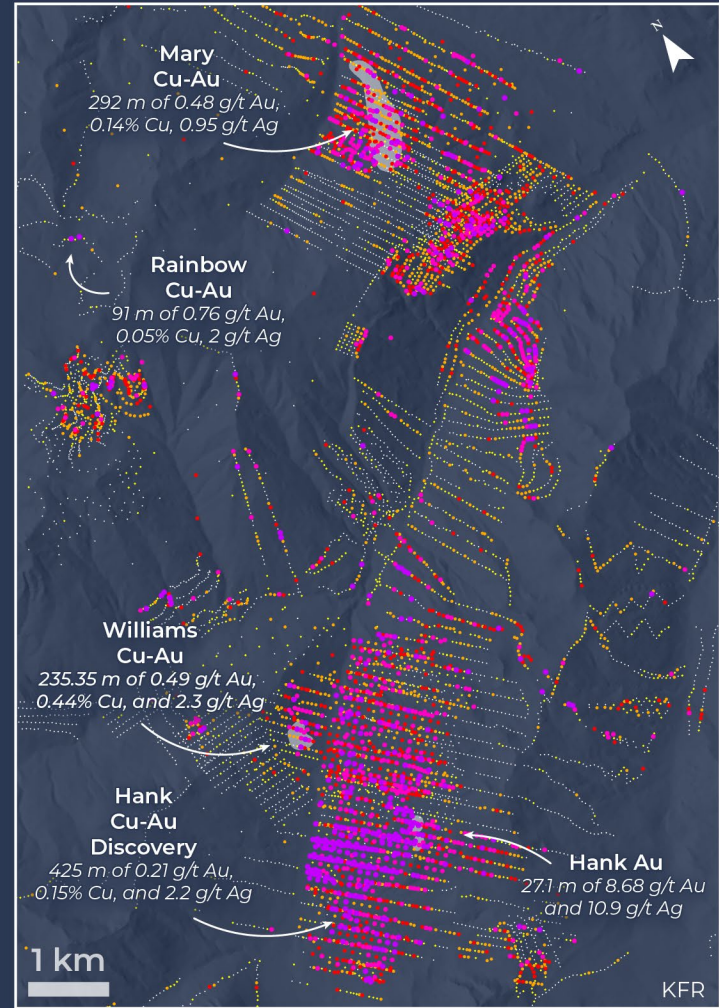 N
Mary
Cu-Au
292 m of 0.48 g/t Au,
0.14% Cu, 0.95 g/t Ag
Rainbow
Cu-Au
91 m of 0.76 g/t Au,
0.05% Cu, 2 g/t Ag
Williams
Cu-Au
235.35 m of 0.49 g/t Au,
0.44% Cu, and 2.3 g/t Ag
Hank
Cu-Au
Discovery
425 m of 0.21 g/t Au,
0.15% Cu, and 2.2 g/t Ag
Hank Au
27.1 m of 8.68 g/t Au
and 10.9 g/t Ag
1 km
KFR